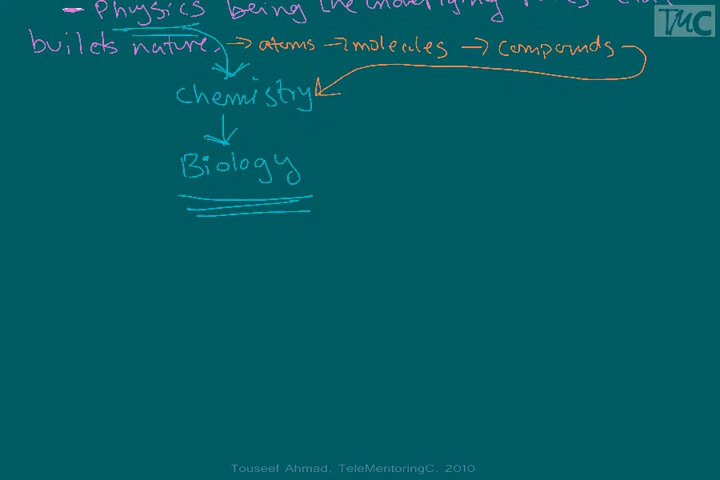 - Physics being the underlying
TMC
builds nature. → atoms → molecules → compounds
Chemistry
Biology
Touseef Ahmad. TeleMentoringC, 2010